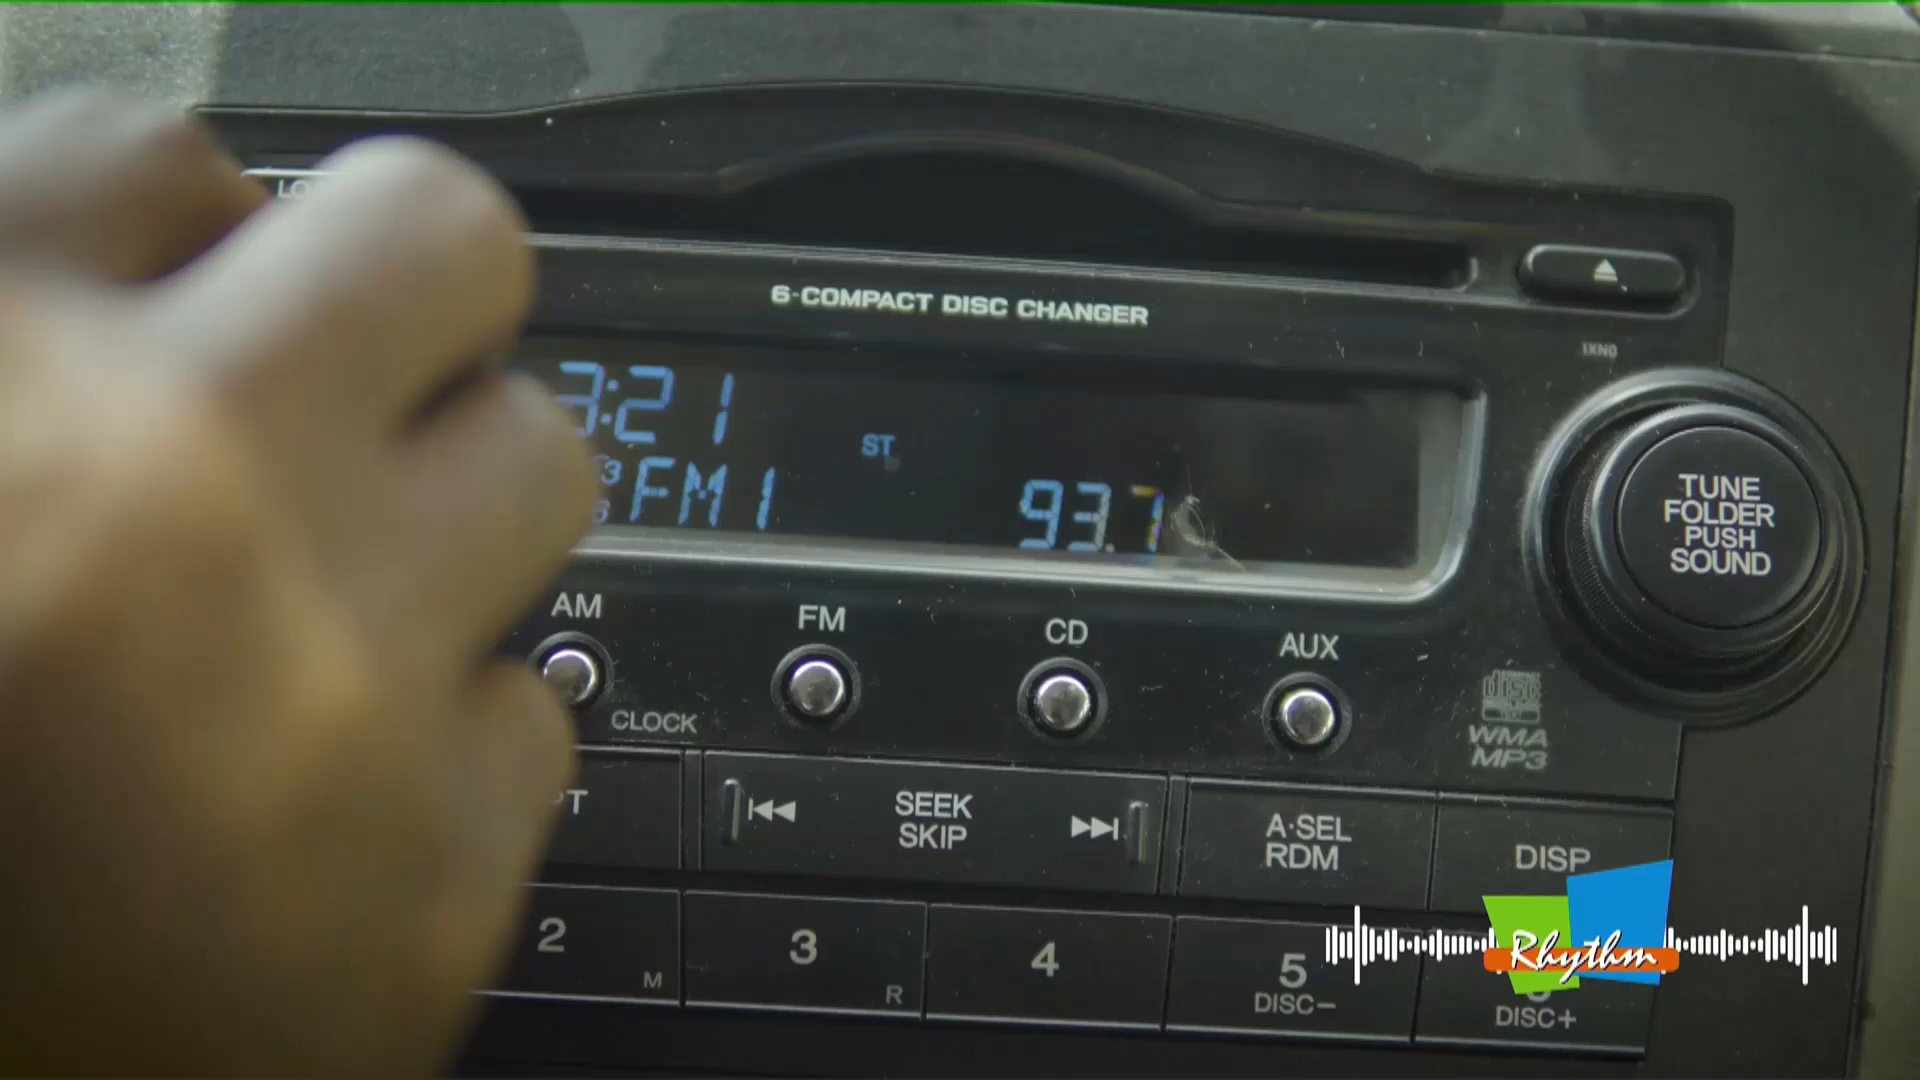 6-COMPACT DISC CHANGER
1XN0
3:21
ST
FM1
93.7
TUNE
FOLDER
PUSH
SOUND
AM
FM
CD
AUX
CLOCK
WMA
MP3
SEEK
SKIP
A·SEL
RDM
DISP
2
M
3
R
4
5
DISC−
DISC+
Rhythm